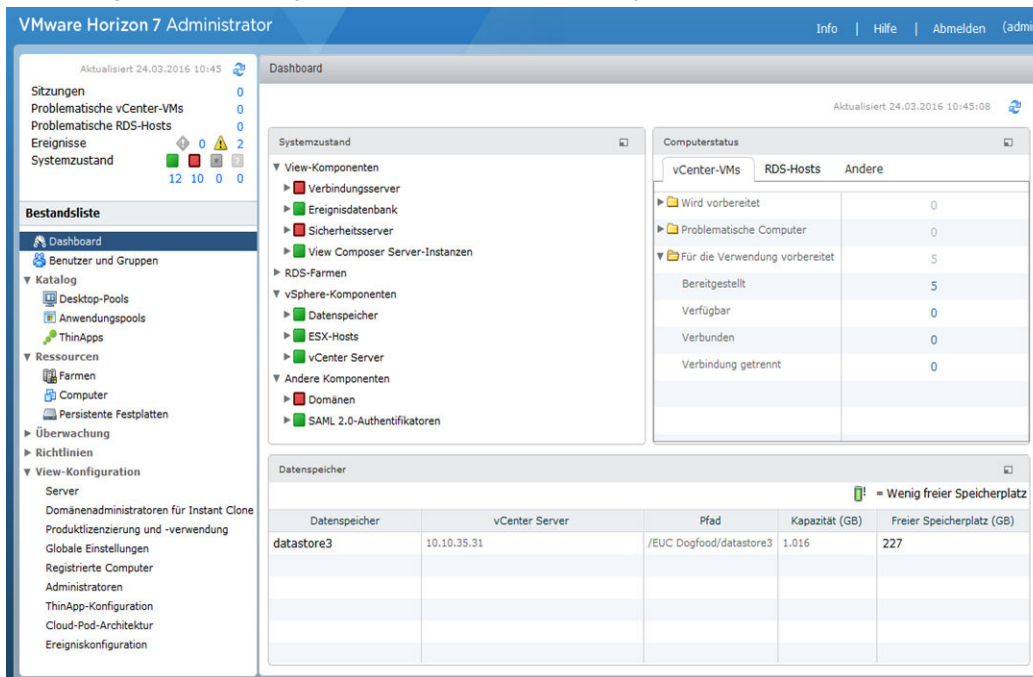 VMware Horizon 7 Administrator
Info | Hilfe | Abmelden (admi
Aktualisiert 24.03.2016 10:45
Sitzungen 0
Problematische vCenter-VMs 0
Problematische RDS-Hosts 0
Ereignisse 0 2
Systemzustand
12 10 0 0
Bestandsliste
Dashboard
Benutzer und Gruppen
Katalog
Desktop-Pools
Anwendungspools
ThinApps
Ressourcen
Farmen
Computer
Persistente Festplatten
Überwachung
Richtlinien
View-Konfiguration
Server
Domänenadministratoren für Instant Clone
Produktlizenzierung und -verwendung
Globale Einstellungen
Registrierte Computer
Administratoren
ThinApp-Konfiguration
Cloud-Pod-Architektur
Ereigniskonfiguration
Dashboard
Aktualisiert 24.03.2016 10:45:08
Systemzustand
View-Komponenten
Verbindungsserver
Ereignisdatenbank
Sicherheitsserver
View Composer Server-Instanzen
RDS-Farmen
vSphere-Komponenten
Datenspeicher
ESX-Hosts
vCenter Server
Andere Komponenten
Domänen
SAML 2.0-Authentifikatoren
Computerstatus
vCenter-VMs RDS-Hosts Andere
Wird vorbereitet 0
Problematische Computer 0
Für die Verwendung vorbereitet 5
Bereitgestellt 5
Verfügbar 0
Verbunden 0
Verbindung getrennt 0
Datenspeicher
! = Wenig freier Speicherplatz
Datenspeicher vCenter Server Pfad Kapazität (GB) Freier Speicherplatz (GB)
datastore3 10.10.35.31 /EUC Dogfood/datastore3 1.016 227